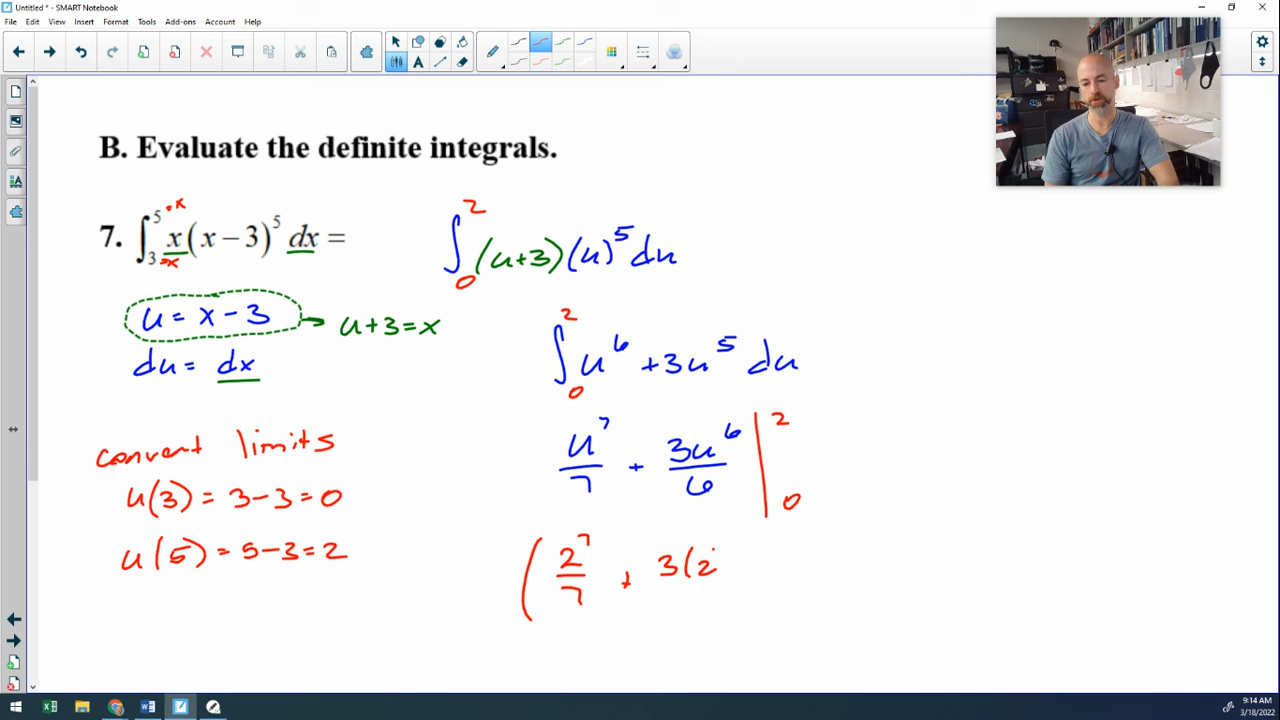 Untitled * - SMART Notebook
File Edit View Insert Format Tools Add-ons Account Help
B. Evaluate the definite integrals.
7. ∫₃⁵ x(x − 3)⁵ dx =
=x
=x
u = x − 3 → u+3 = x
du = dx
convert limits
u(3) = 3−3 = 0
u(5) = 5−3 = 2
∫₀² (u+3)(u)⁵ du
∫₀² u⁶ + 3u⁵ du
u⁷/7 + 3u⁶/6 |₀²
(2⁷/7 + 3(2
9:14 AM
3/18/2022